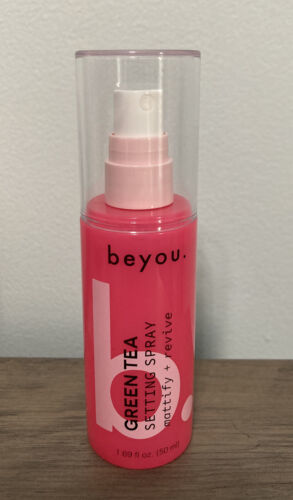 beyou.
b.
GREEN TEA
SETTING SPRAY
mattify + revive
1.69 fl oz. (50 ml)